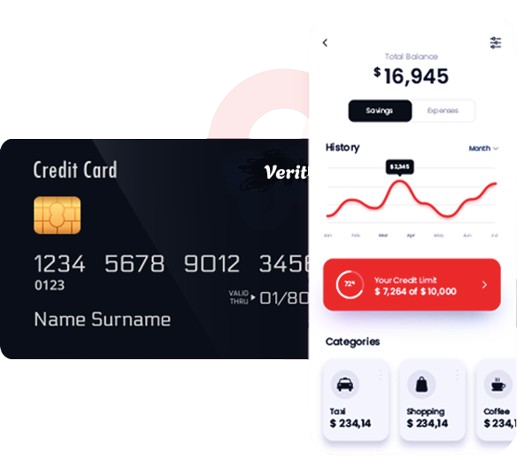 Credit Card
Verit
1234 5678 9012 3456
0123
VALID
THRU
01/80
Name Surname
Total Balance
$16,945
Savings Expenses
History
Month
$2,345
Jan Feb Mar Apr May Jun Jul
72%
Your Credit Limit
$ 7,264 of $ 10,000
Categories
Taxi Shopping Coffee
$ 234,14 $ 234,14 $ 234,1